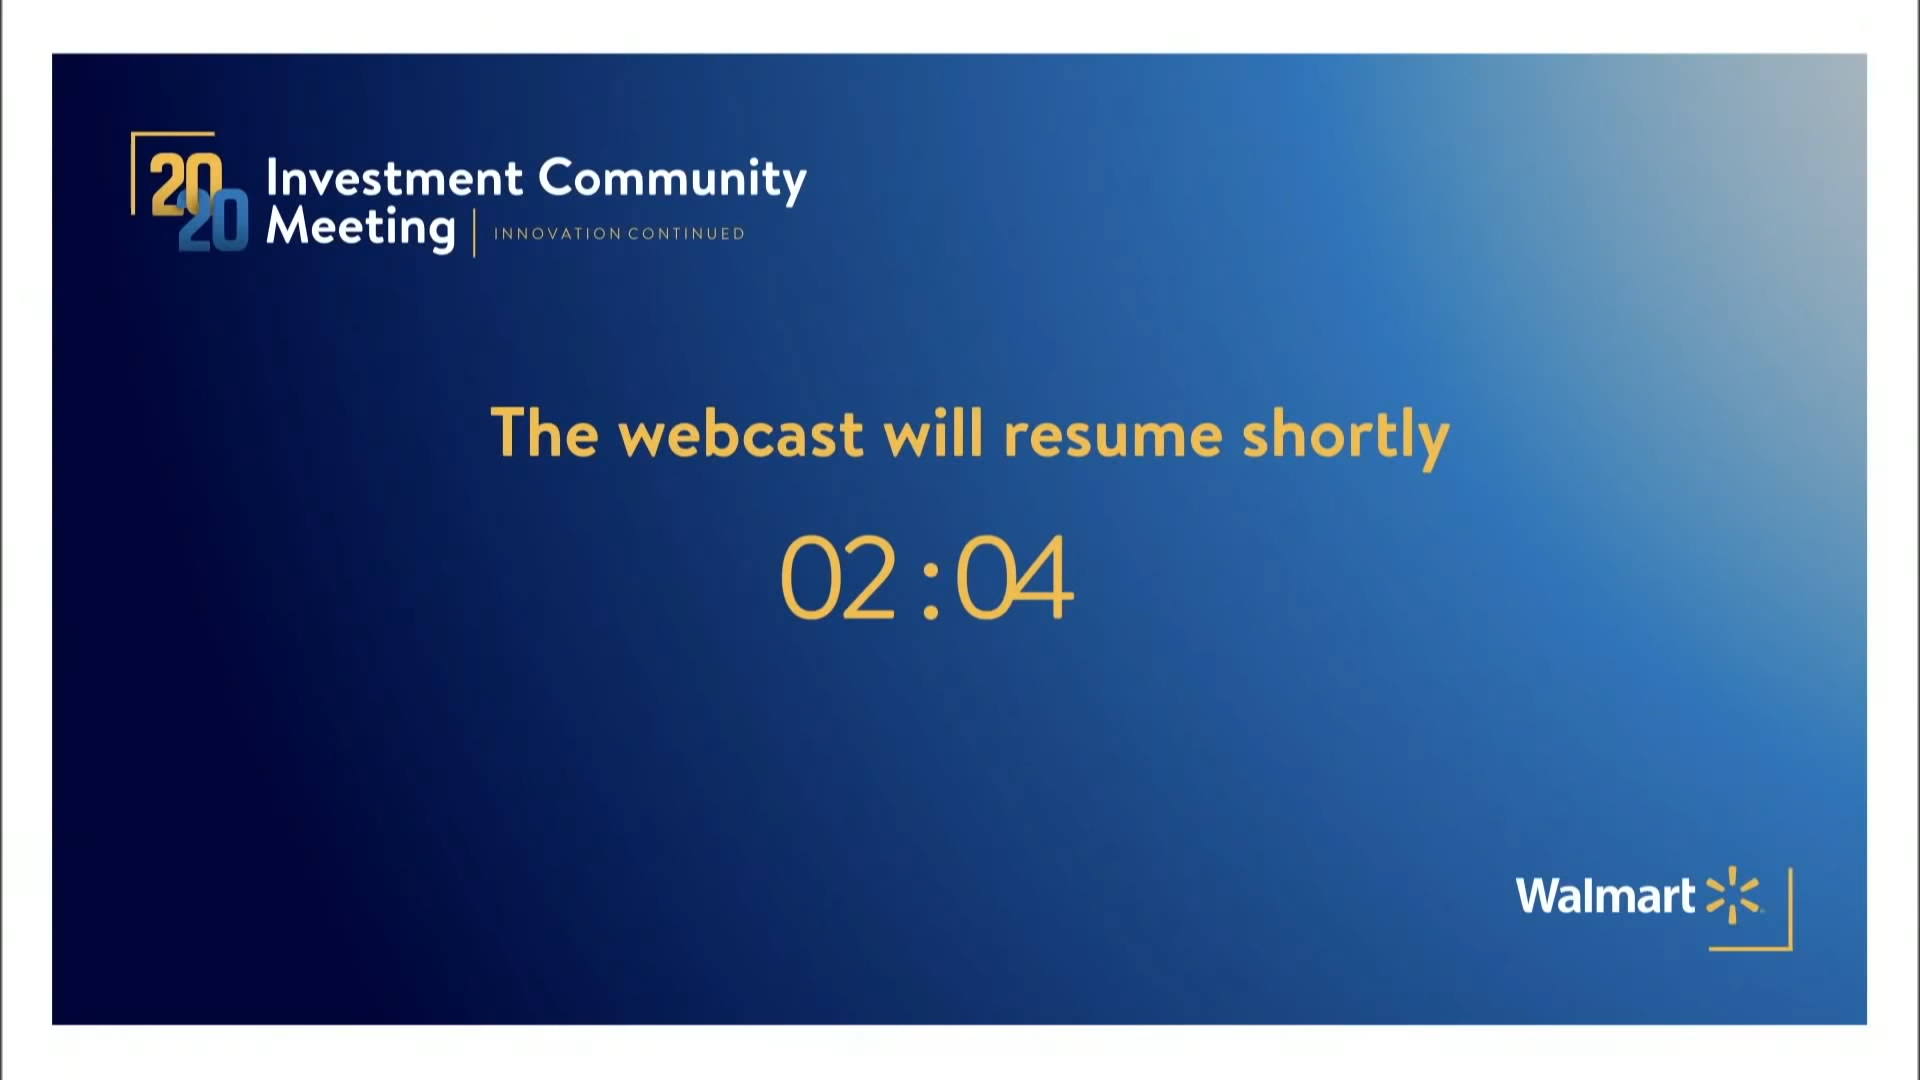 2020
Investment Community
Meeting
INNOVATION CONTINUED
The webcast will resume shortly
02:04
Walmart